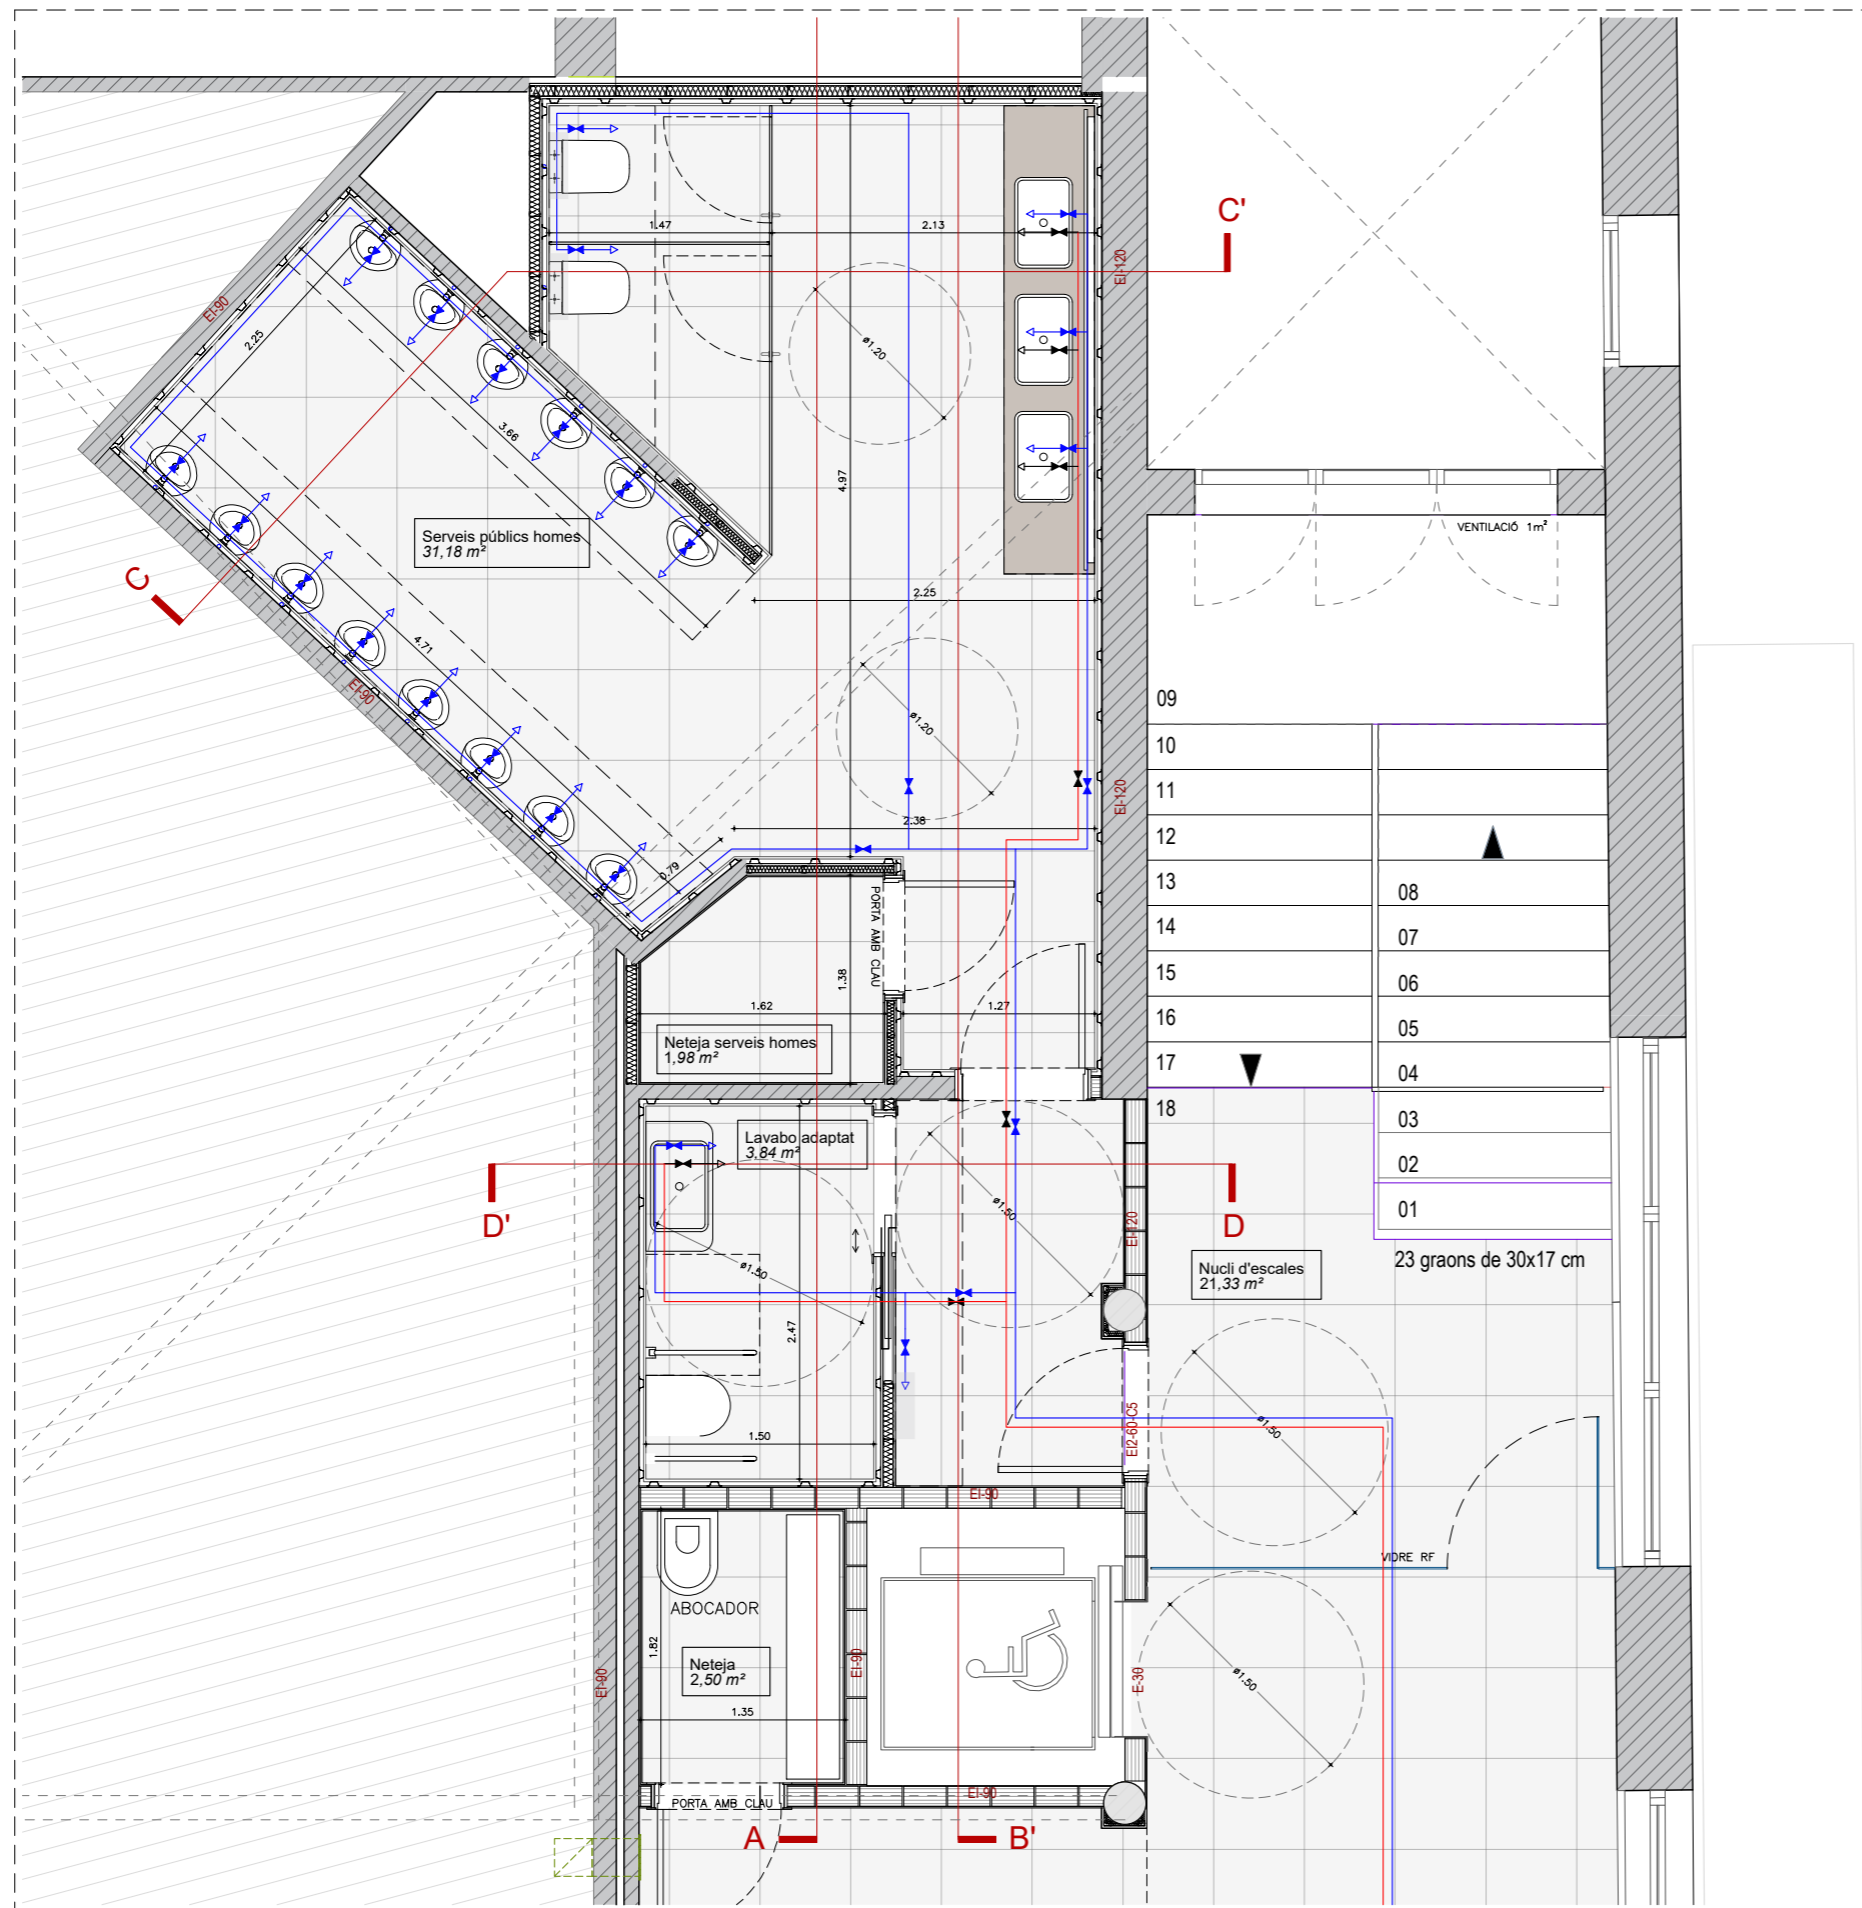 C'
EI-120
EI-90
1.47
2.13
2.25
ø1.20
3.66
4.97
VENTILACIÓ 1m²
Serveis públics homes
31,18 m²
C
2.25
4.71
EI-90
ø1.20
EI-120
2.38
0.79
09
10
11
12
13
14
15
16
17
18
08
07
06
05
04
03
02
01
23 graons de 30x17 cm
PORTA AMB CLAU
1.38
1.62
1.27
Neteja serveis homes
1,98 m²
Lavabo adaptat
3,84 m²
D'
D
ø1.50
EI-120
ø1.50
Nucli d'escales
21,33 m²
2.47
1.50
EI2-60-C5
ø1.50
EI-90
VIDRE RF
ABOCADOR
1.82
Neteja
2,50 m²
EI-90
EI-90
E-30
ø1.50
1.35
EI-90
PORTA AMB CLAU
A
B'